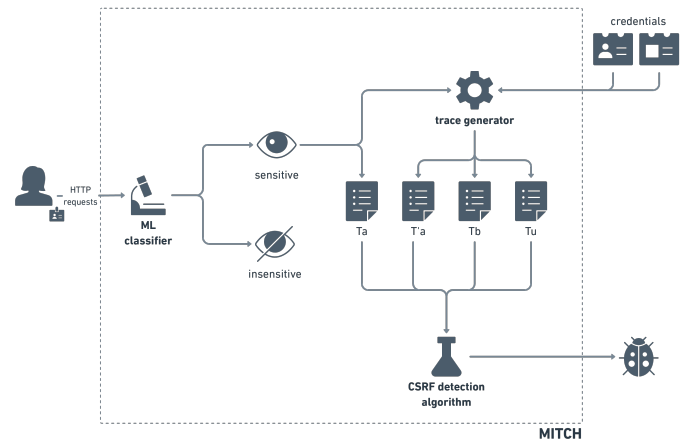 credentials
trace generator
HTTP
requests
sensitive
ML
classifier
Ta
T'a
Tb
Tu
insensitive
CSRF detection
algorithm
MITCH